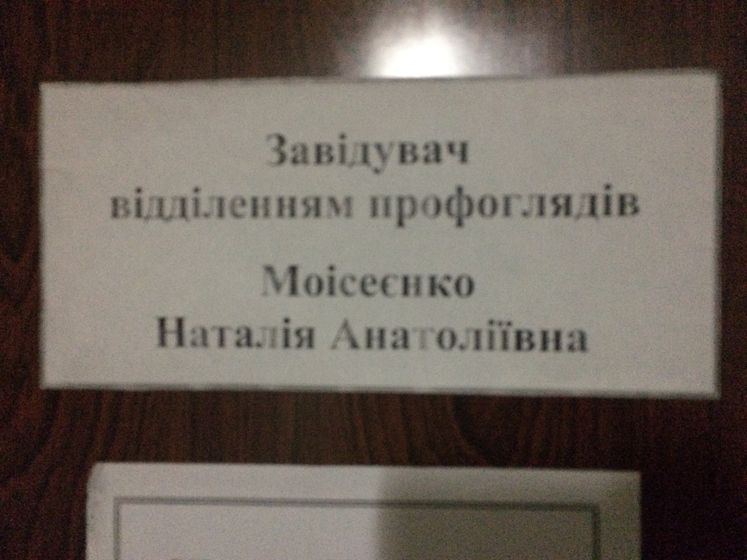 Завідувач
відділенням профоглядів
Моісеєнко
Наталія Анатоліївна